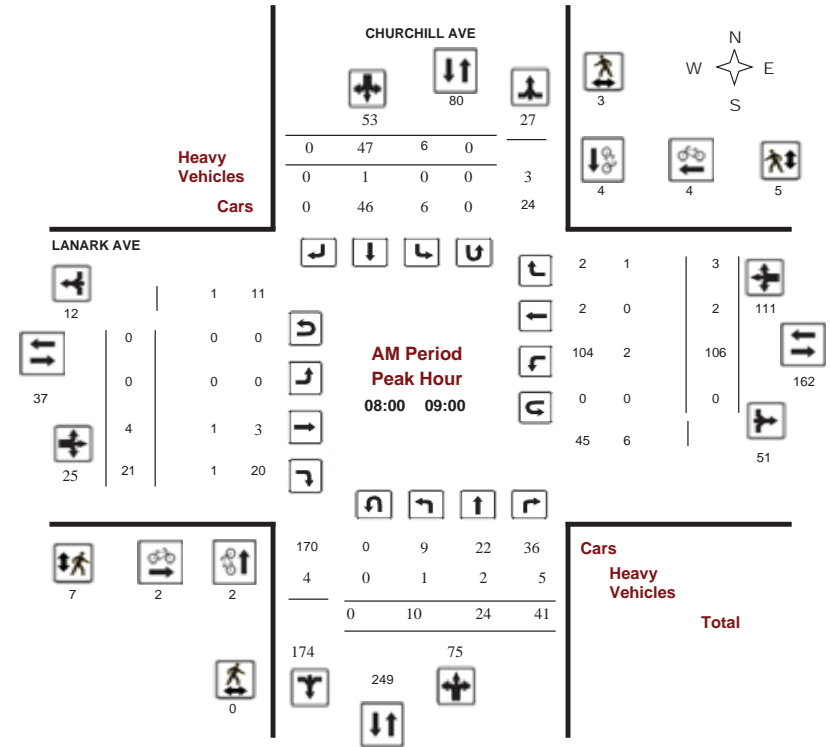 CHURCHILL AVE
N
W E
S
80
53 27
3
0 47 6 0
Heavy
Vehicles
0 1 0 0 3
Cars 0 46 6 0 24
4 4 5
LANARK AVE
12
1 11
2 1 3
111
0 0 0
2 0 2
AM Period
Peak Hour
08:00 09:00
37
0 0 0
104 2 106
162
0 0 0
4 1 3
25
21 1 20
45 6
51
170 0 9 22 36 Cars
4 0 1 2 5 Heavy
Vehicles
7 2 2
0 10 24 41 Total
174 75
249
0